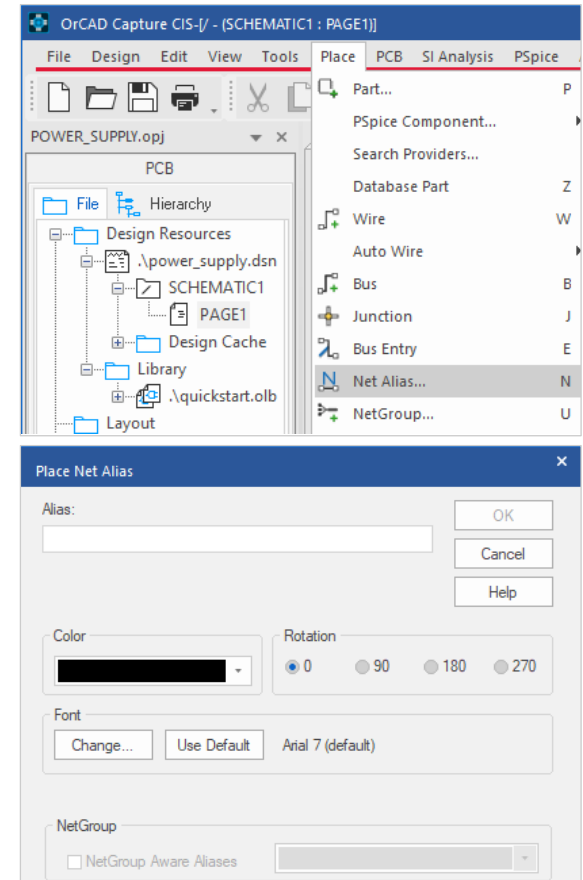 OrCAD Capture CIS-[/ - (SCHEMATIC1 : PAGE1)]
File Design Edit View Tools Place PCB SI Analysis PSpice
POWER_SUPPLY.opj
PCB
File Hierarchy
Design Resources
.\power_supply.dsn
SCHEMATIC1
PAGE1
Design Cache
Library
.\quickstart.olb
Layout
Part... P
PSpice Component...
Search Providers...
Database Part Z
Wire W
Auto Wire
Bus B
Junction J
Bus Entry E
Net Alias... N
NetGroup... U
Place Net Alias
Alias:
OK
Cancel
Help
Color
Rotation
0 90 180 270
Font
Change... Use Default Arial 7 (default)
NetGroup
NetGroup Aware Aliases